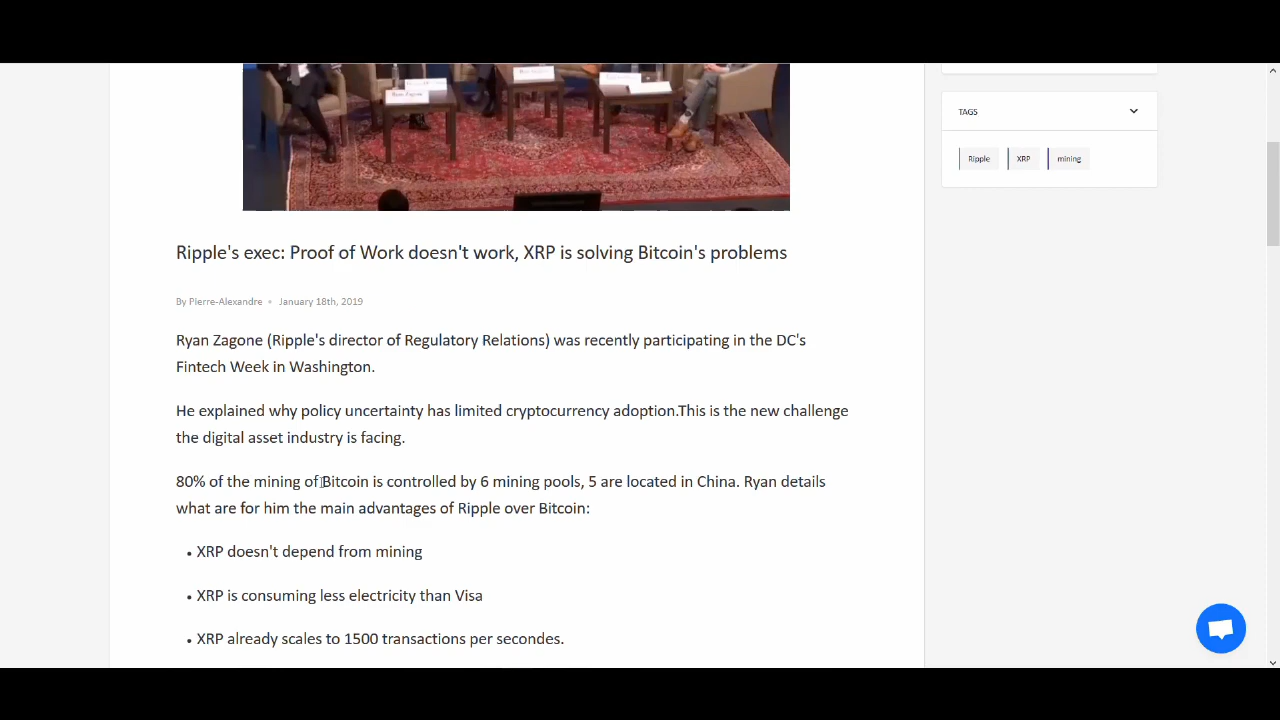 Ryan Zagone
TAGS
Ripple
XRP
mining
Ripple's exec: Proof of Work doesn't work, XRP is solving Bitcoin's problems
By Pierre-Alexandre • January 18th, 2019
Ryan Zagone (Ripple's director of Regulatory Relations) was recently participating in the DC's
Fintech Week in Washington.
He explained why policy uncertainty has limited cryptocurrency adoption.This is the new challenge
the digital asset industry is facing.
80% of the mining of Bitcoin is controlled by 6 mining pools, 5 are located in China. Ryan details
what are for him the main advantages of Ripple over Bitcoin:
• XRP doesn't depend from mining
• XRP is consuming less electricity than Visa
• XRP already scales to 1500 transactions per secondes.